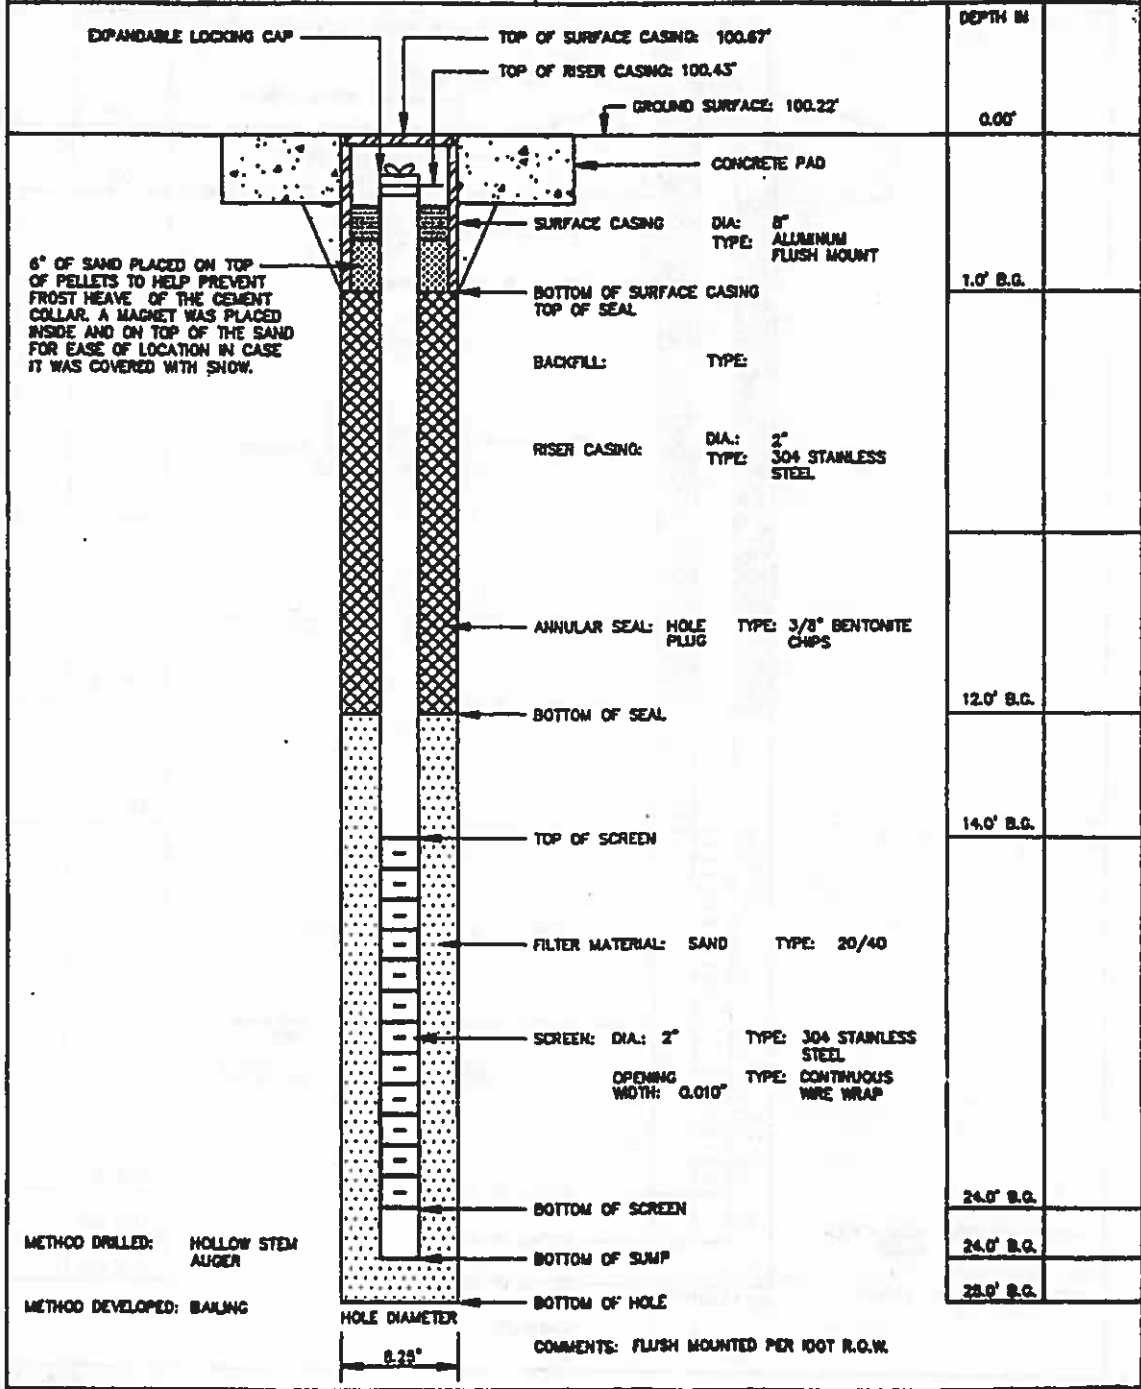 DEPTH IN
EXPANDABLE LOCKING CAP
TOP OF SURFACE CASING: 100.67'
TOP OF RISER CASING: 100.43'
GROUND SURFACE: 100.22'
0.00'
CONCRETE PAD
SURFACE CASING DIA: 8"
TYPE: ALUMINUM
FLUSH MOUNT
6" OF SAND PLACED ON TOP
OF PELLETS TO HELP PREVENT
FROST HEAVE OF THE CEMENT
COLLAR. A MAGNET WAS PLACED
INSIDE AND ON TOP OF THE SAND
FOR EASE OF LOCATION IN CASE
IT WAS COVERED WITH SNOW.
1.0' B.G.
BOTTOM OF SURFACE CASING
TOP OF SEAL
BACKFILL: TYPE:
RISER CASING: DIA.: 2"
TYPE: 304 STAINLESS
STEEL
ANNULAR SEAL: HOLE TYPE: 3/8" BENTONITE
PLUG CHIPS
12.0' B.G.
BOTTOM OF SEAL
14.0' B.G.
TOP OF SCREEN
FILTER MATERIAL: SAND TYPE: 20/40
SCREEN: DIA.: 2" TYPE: 304 STAINLESS
STEEL
OPENING TYPE: CONTINUOUS
WIDTH: 0.010" WIRE WRAP
24.0' B.G.
BOTTOM OF SCREEN
METHOD DRILLED: HOLLOW STEM
AUGER
24.0' B.G.
BOTTOM OF SUMP
METHOD DEVELOPED: BAILING
B.G.
BOTTOM OF HOLE
HOLE DIAMETER
8.25"
COMMENTS: FLUSH MOUNTED PER IDOT R.O.W.